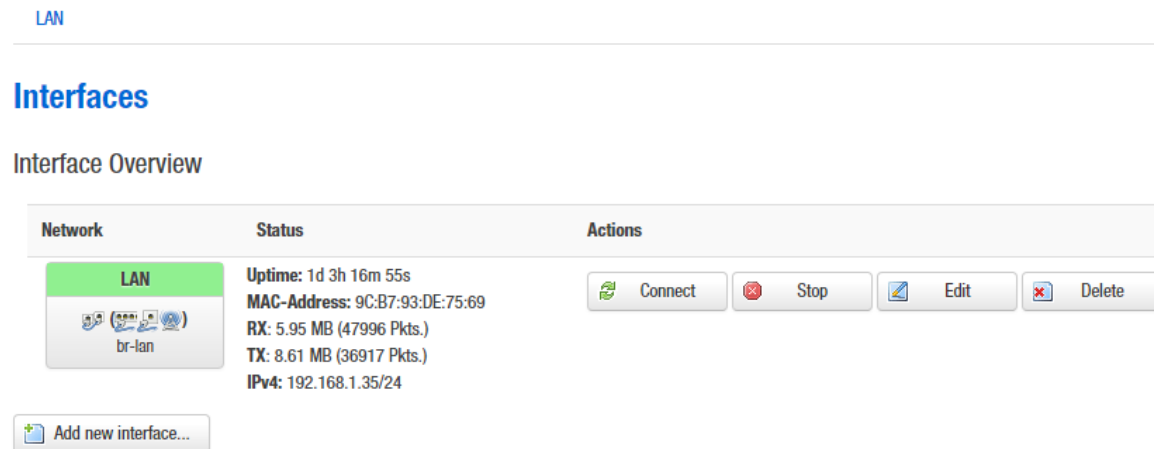 LAN
Interfaces
Interface Overview
Network Status Actions
LAN
br-lan
Uptime: 1d 3h 16m 55s
MAC-Address: 9C:B7:93:DE:75:69
RX: 5.95 MB (47996 Pkts.)
TX: 8.61 MB (36917 Pkts.)
IPv4: 192.168.1.35/24
Connect Stop Edit Delete
Add new interface...